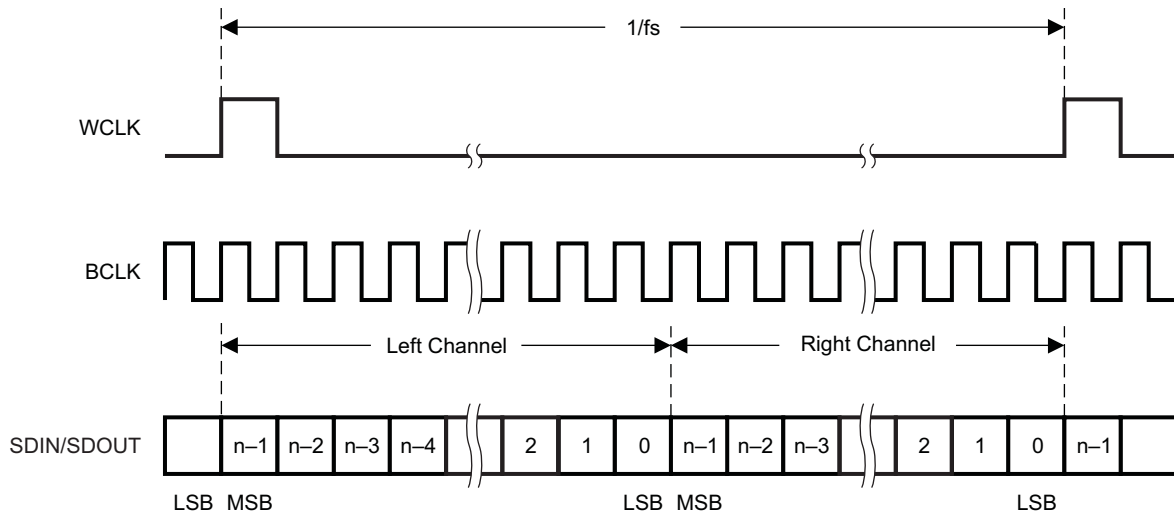 1/fs
WCLK
BCLK
Left Channel
Right Channel
SDIN/SDOUT
n–1 n–2 n–3 n–4 2 1 0 n–1 n–2 n–3 2 1 0 n–1
LSB MSB LSB MSB LSB